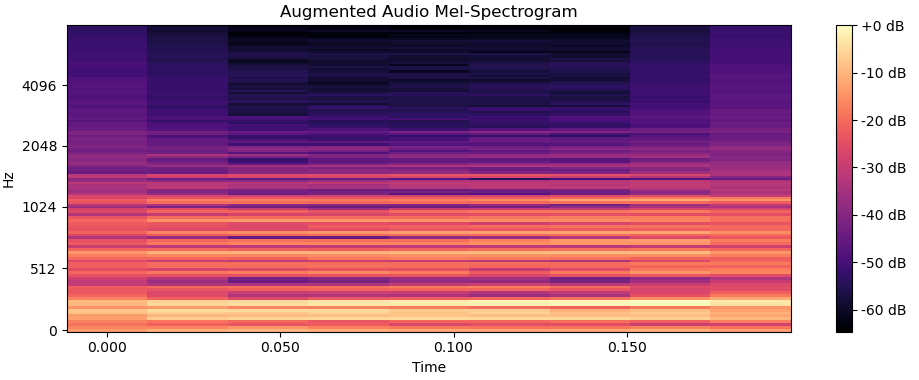 Augmented Audio Mel-Spectrogram
Hz
4096
2048
1024
512
0
0.000
0.050
0.100
0.150
Time
+0 dB
-10 dB
-20 dB
-30 dB
-40 dB
-50 dB
-60 dB